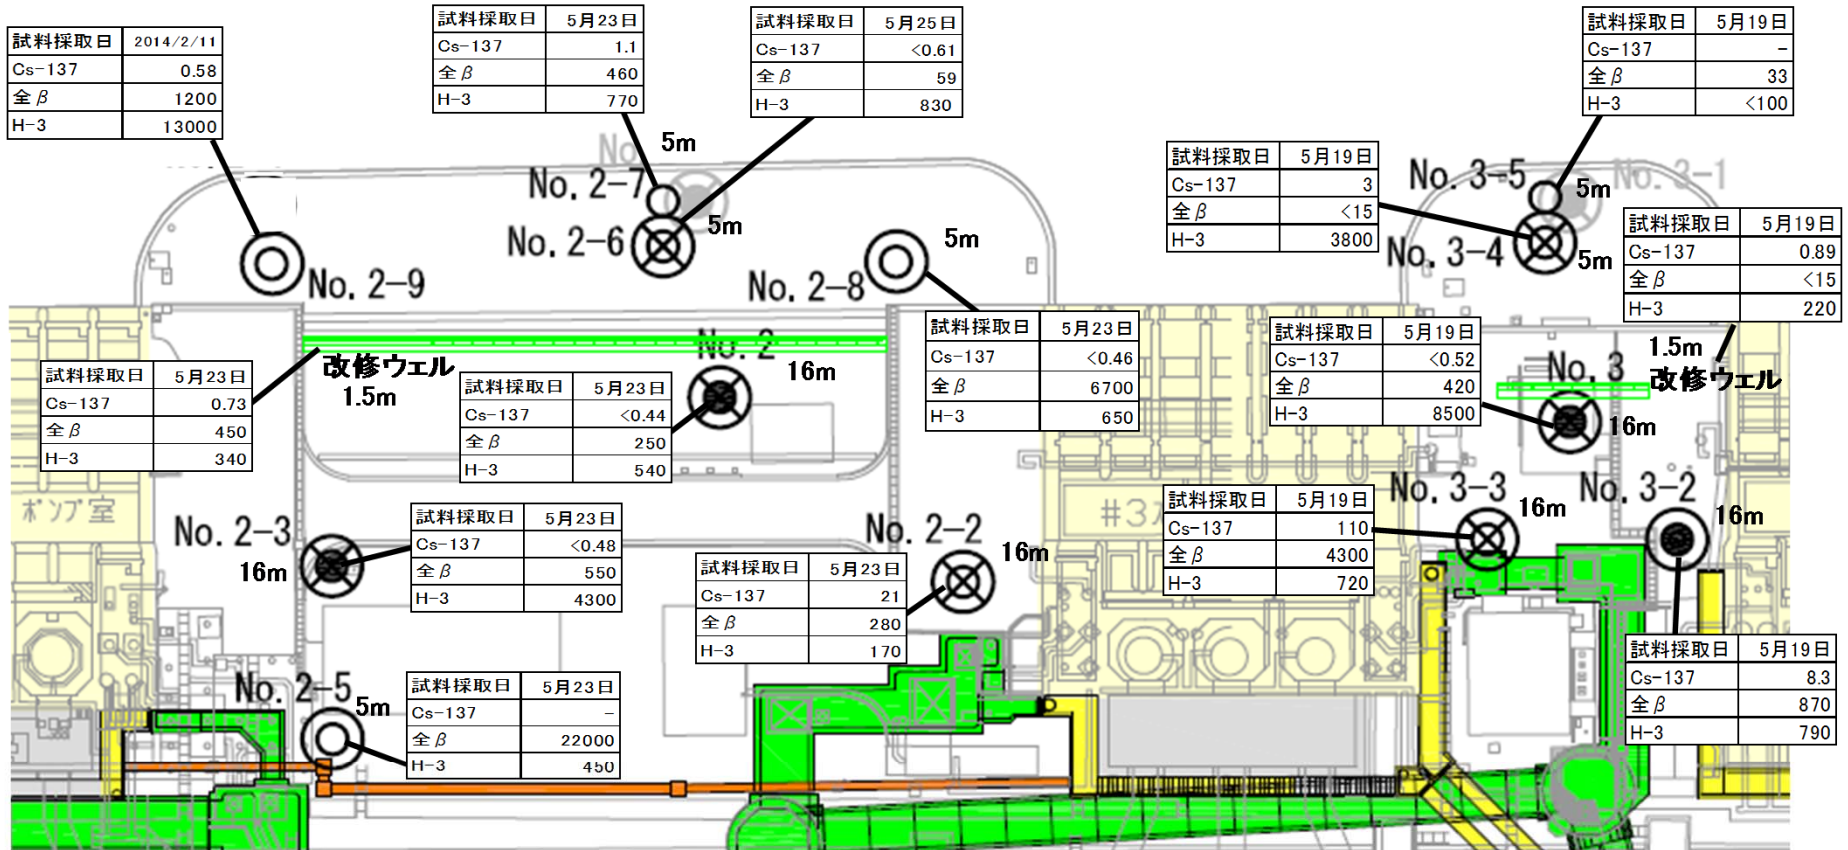 試料採取日 2014/2/11
Cs-137 0.58
全β 1200
H-3 13000
試料採取日 5月23日
Cs-137 1.1
全β 460
H-3 770
試料採取日 5月25日
Cs-137 <0.61
全β 59
H-3 830
試料採取日 5月19日
Cs-137 -
全β 33
H-3 <100
試料採取日 5月19日
Cs-137 3
全β <15
H-3 3800
試料採取日 5月19日
Cs-137 0.89
全β <15
H-3 220
No
5m
No. 2-7
No. 2-6
5m
No. 2-9
No. 2-8
5m
No. 3-5
5m
No. 3-1
No. 3-4
5m
試料採取日 5月23日
Cs-137 0.73
全β 450
H-3 340
改修ウェル
1.5m
No. 2
16m
試料採取日 5月23日
Cs-137 <0.44
全β 250
H-3 540
試料採取日 5月23日
Cs-137 <0.46
全β 6700
H-3 650
試料採取日 5月19日
Cs-137 <0.52
全β 420
H-3 8500
No. 3
16m
1.5m
改修ウェル
ポンプ室
No. 2-3
16m
試料採取日 5月23日
Cs-137 <0.48
全β 550
H-3 4300
No. 2-2
16m
試料採取日 5月23日
Cs-137 21
全β 280
H-3 170
#3
試料採取日 5月19日
Cs-137 110
全β 4300
H-3 720
No. 3-3
16m
No. 3-2
16m
試料採取日 5月19日
Cs-137 8.3
全β 870
H-3 790
No. 2-5
5m
試料採取日 5月23日
Cs-137 -
全β 22000
H-3 450